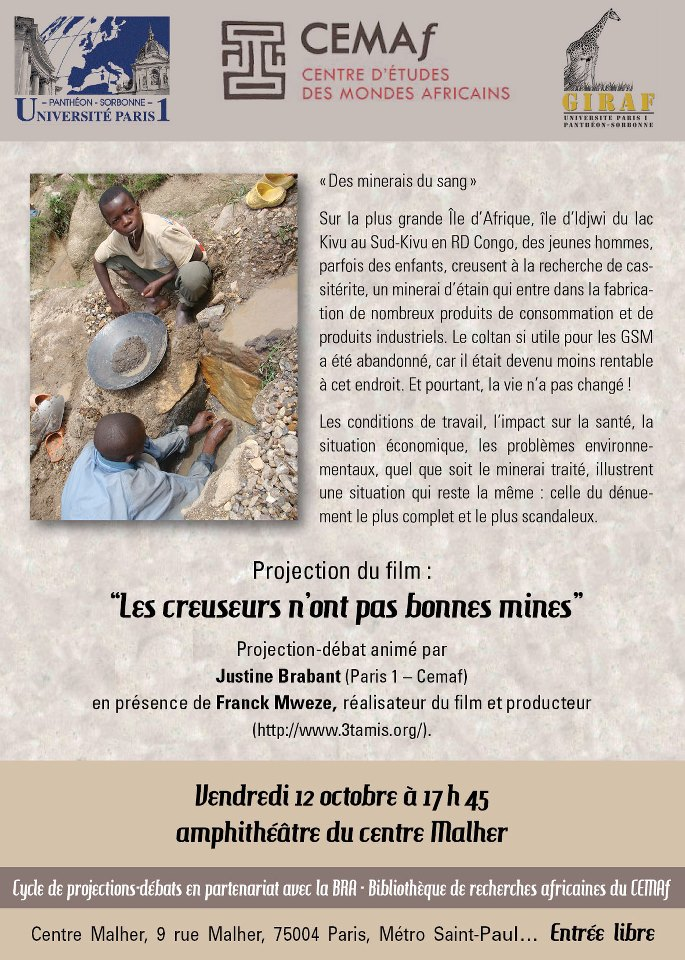 – PANTHÉON - SORBONNE –
UNIVERSITÉ PARIS 1
CEMAf
CENTRE D'ÉTUDES
DES MONDES AFRICAINS
GIRAF
UNIVERSITE PARIS I
PANTHÉON-SORBONNE
« Des minerais du sang »
Sur la plus grande Île d'Afrique, île d'Idjwi du lac
Kivu au Sud-Kivu en RD Congo, des jeunes hommes,
parfois des enfants, creusent à la recherche de cas-
sitérite, un minerai d'étain qui entre dans la fabrica-
tion de nombreux produits de consommation et de
produits industriels. Le coltan si utile pour les GSM
a été abandonné, car il était devenu moins rentable
à cet endroit. Et pourtant, la vie n'a pas changé !
Les conditions de travail, l'impact sur la santé, la
situation économique, les problèmes environne-
mentaux, quel que soit le minerai traité, illustrent
une situation qui reste la même : celle du dénue-
ment le plus complet et le plus scandaleux.
Projection du film :
“Les creuseurs n'ont pas bonnes mines”
Projection-débat animé par
Justine Brabant (Paris 1 – Cemaf)
en présence de Franck Mweze, réalisateur du film et producteur
(http://www.3tamis.org/).
Vendredi 12 octobre à 17 h 45
amphithéâtre du centre Malher
Cycle de projections-débats en partenariat avec la BRA - Bibliothèque de recherches africaines du CEMAf
Centre Malher, 9 rue Malher, 75004 Paris, Métro Saint-Paul... Entrée libre